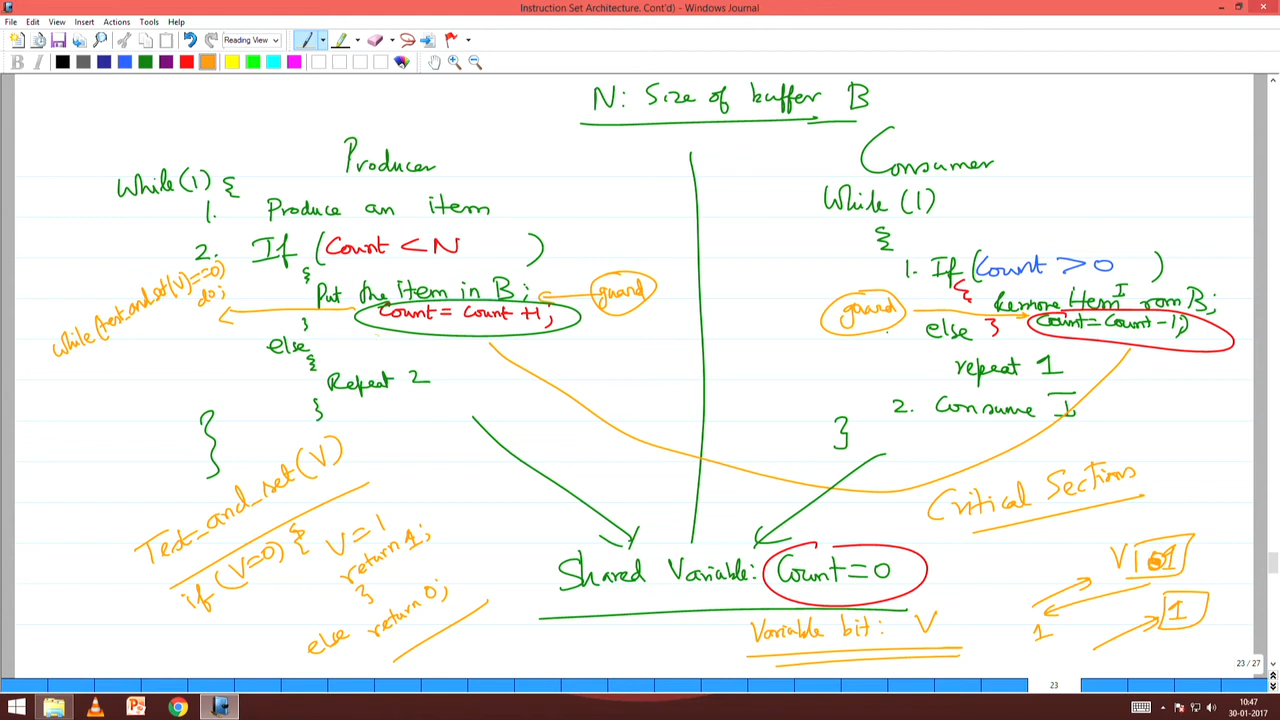 Instruction Set Architecture. Cont'd) - Windows Journal
File Edit View Insert Actions Tools Help
Reading View
B I
N: Size of buffer B
Producer
While(1) {
1. Produce an item
2. If (Count < N )
{
Put the item in B;
guard
Count = Count +1;
while(test_and_set(V)==0)
do;
}
else
{
Repeat 2
}
}
Consumer
While (1)
{
1. If (Count > 0 )
{
Remove item I from B;
guard
Count = Count -1;
else }
repeat 1
2. Consume I
}
Critical Sections
Test_and_set(V)
if (V=0) {
V=1
return 1;
}
else return 0;
Shared Variable: Count=0
Variable bit: V
V 1
1
1
23 / 27
23
10:47
30-01-2017